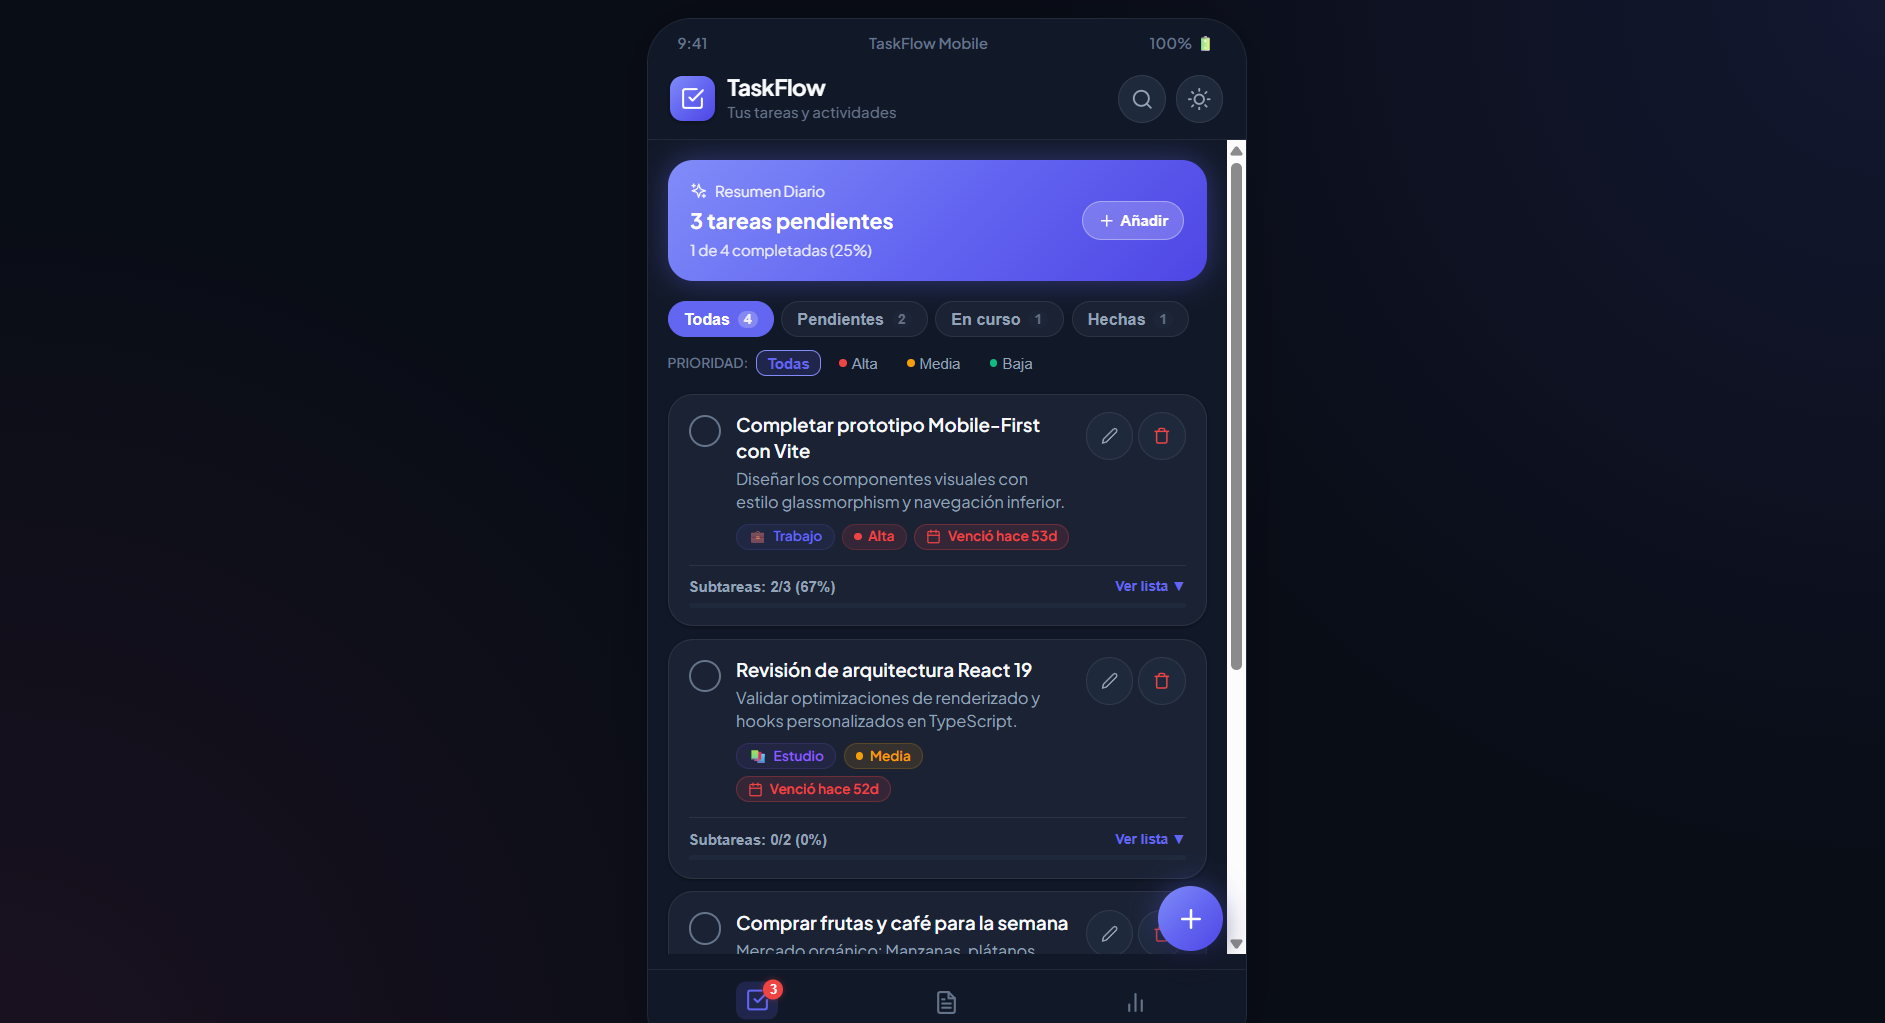 9:41
TaskFlow Mobile
100%
TaskFlow
Tus tareas y actividades
Resumen Diario
3 tareas pendientes
1 de 4 completadas (25%)
+ Añadir
Todas 4
Pendientes 2
En curso 1
Hechas 1
PRIORIDAD: Todas Alta Media Baja
Completar prototipo Mobile-First
con Vite
Diseñar los componentes visuales con
estilo glassmorphism y navegación inferior.
Trabajo
Alta
Venció hace 53d
Subtareas: 2/3 (67%)
Ver lista ▼
Revisión de arquitectura React 19
Validar optimizaciones de renderizado y
hooks personalizados en TypeScript.
Estudio
Media
Venció hace 52d
Subtareas: 0/2 (0%)
Ver lista ▼
Comprar frutas y café para la semana
Mercado orgánico: Manzanas, plátanos
3